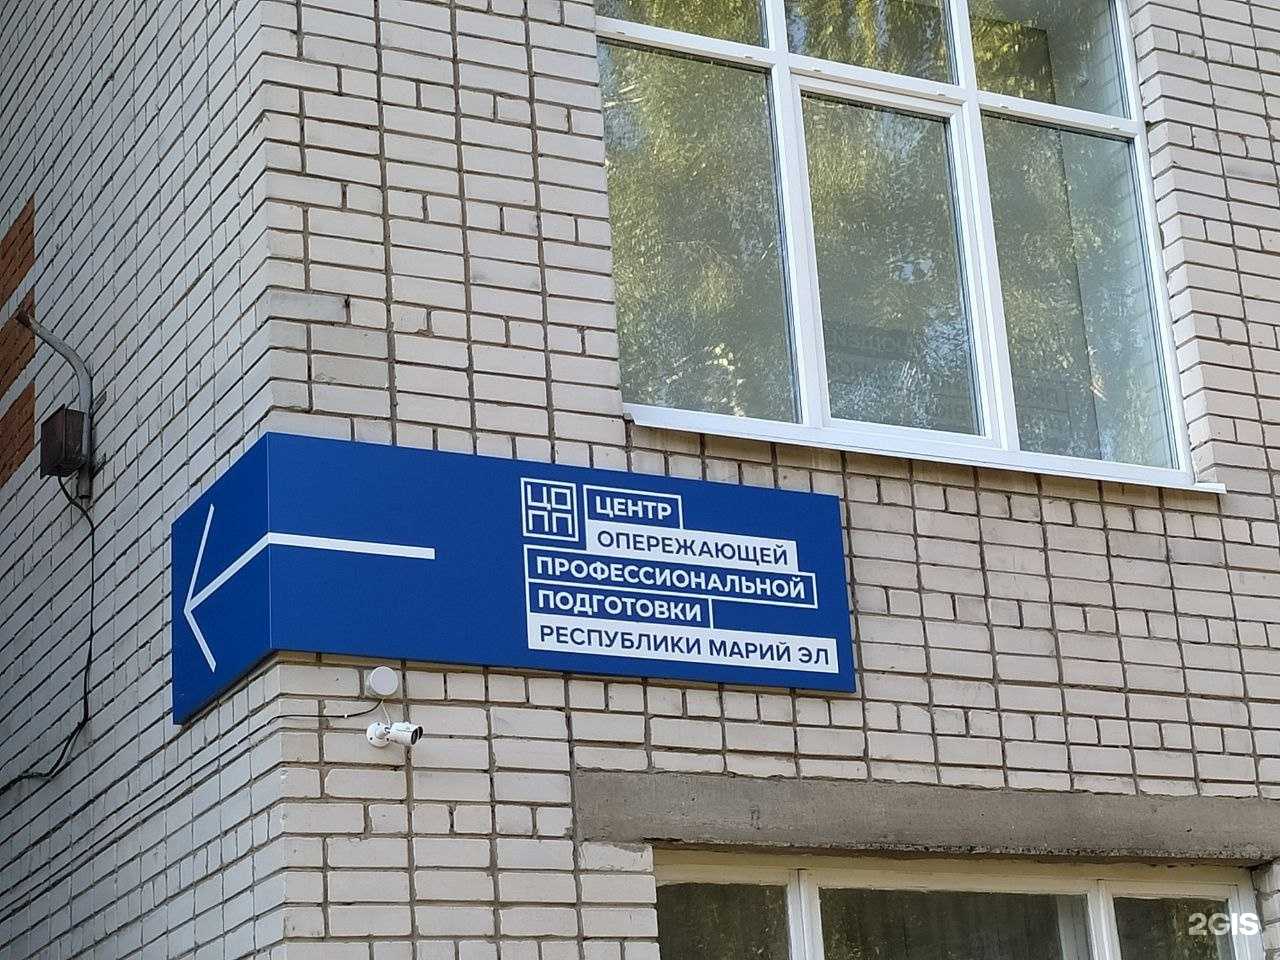 ЦОПП
ЦЕНТР
ОПЕРЕЖАЮЩЕЙ
ПРОФЕССИОНАЛЬНОЙ
ПОДГОТОВКИ
РЕСПУБЛИКИ МАРИЙ ЭЛ
2GIS